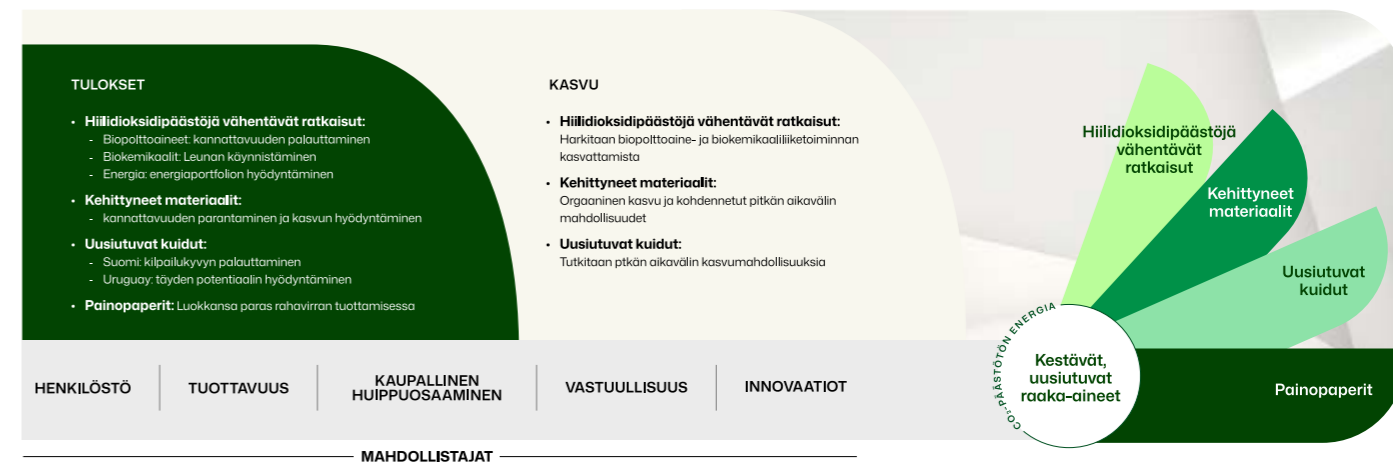 TULOKSET
• Hiilidioksidipäästöjä vähentävät ratkaisut:
- Biopolttoaineet: kannattavuuden palauttaminen
- Biokemikaalit: Leunan käynnistäminen
- Energia: energiaportfolion hyödyntäminen
• Kehittyneet materiaalit:
- kannattavuuden parantaminen ja kasvun hyödyntäminen
• Uusiutuvat kuidut:
- Suomi: kilpailukyvyn palauttaminen
- Uruguay: täyden potentiaalin hyödyntäminen
• Painopaperit: Luokkansa paras rahavirran tuottamisessa
KASVU
• Hiilidioksidipäästöjä vähentävät ratkaisut:
Harkitaan biopolttoaine- ja biokemikaaliliiketoiminnan
kasvattamista
• Kehittyneet materiaalit:
Orgaaninen kasvu ja kohdennetut pitkän aikavälin
mahdollisuudet
• Uusiutuvat kuidut:
Tutkitaan ptkän aikavälin kasvumahdollisuuksia
Hiilidioksidipäästöjä
vähentävät
ratkaisut
Kehittyneet
materiaalit
Uusiutuvat
kuidut
CO₂-PÄÄSTÖTÖN ENERGIA
Kestävät,
uusiutuvat
raaka-aineet
Painopaperit
HENKILÖSTÖ
TUOTTAVUUS
KAUPALLINEN
HUIPPUOSAAMINEN
VASTUULLISUUS
INNOVAATIOT
MAHDOLLISTAJAT